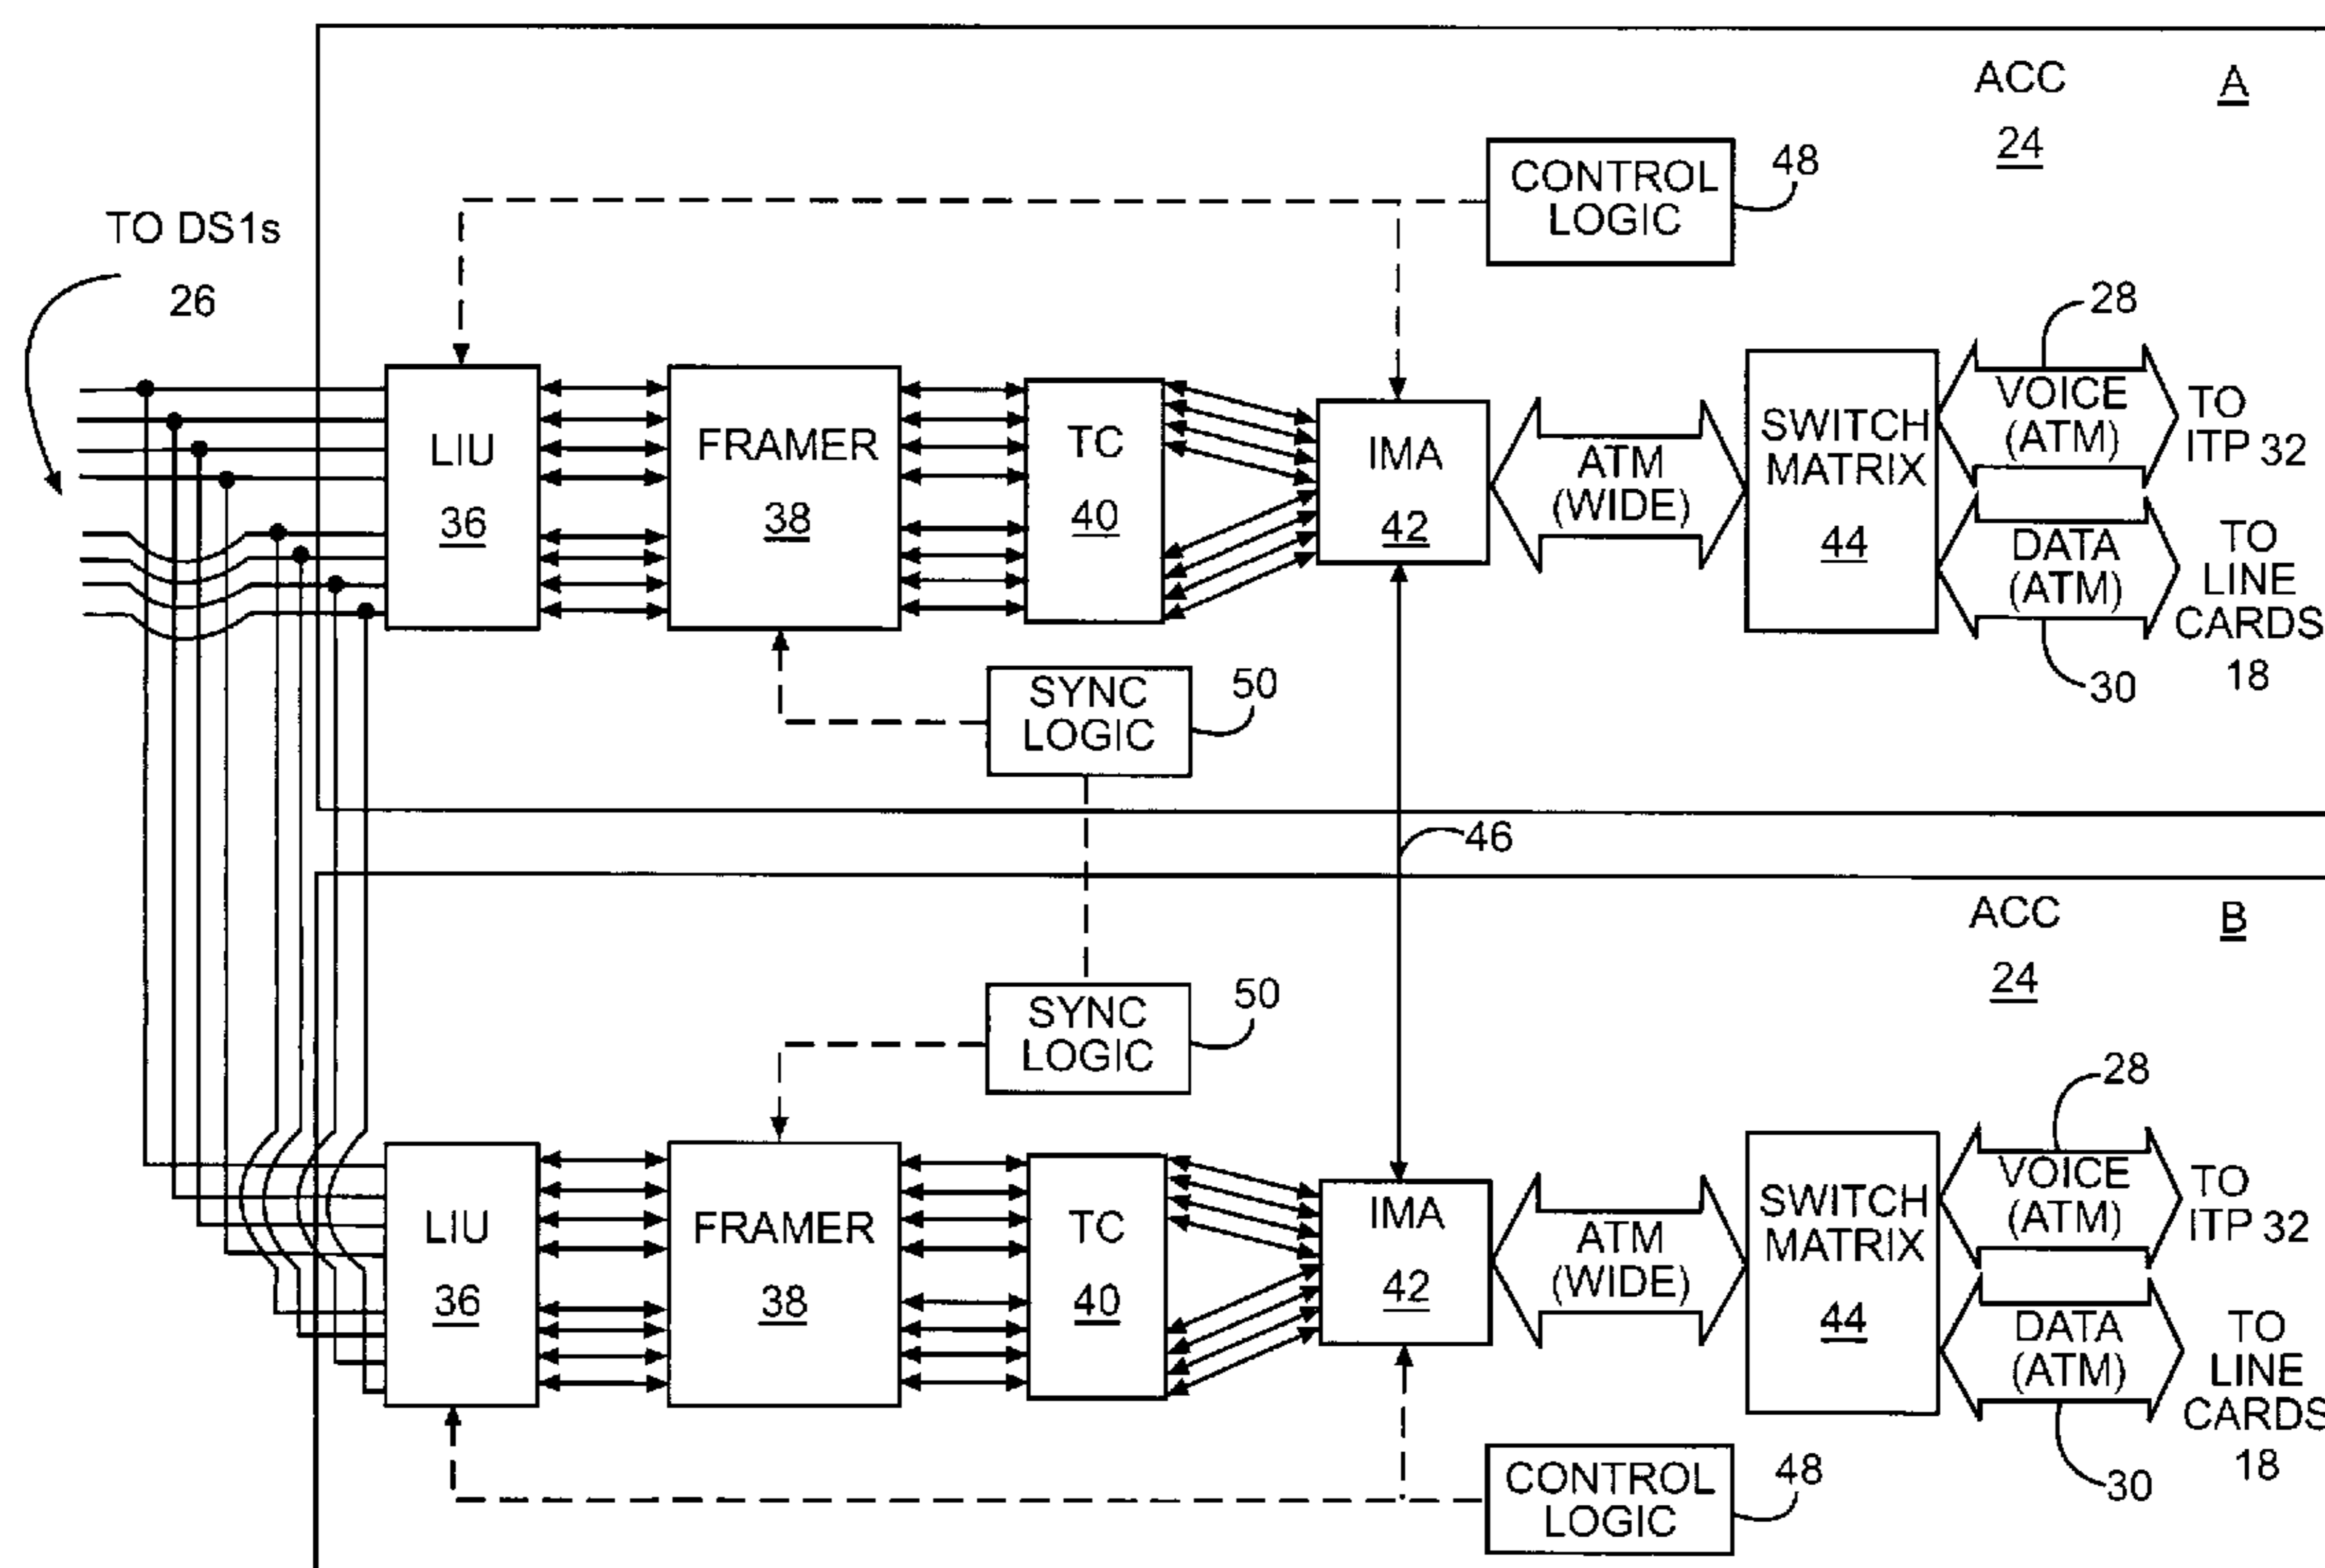 ACC A
24
CONTROL
LOGIC
48
TO DS1s
26
28
LIU
36
FRAMER
38
TC
40
IMA
42
ATM
(WIDE)
SWITCH
MATRIX
44
VOICE
(ATM)
TO
ITP 32
DATA
(ATM)
TO
LINE
CARDS
18
30
SYNC
LOGIC
50
46
ACC B
24
SYNC
LOGIC
50
28
LIU
36
FRAMER
38
TC
40
IMA
42
ATM
(WIDE)
SWITCH
MATRIX
44
VOICE
(ATM)
TO
ITP 32
DATA
(ATM)
TO
LINE
CARDS
18
30
CONTROL
LOGIC
48